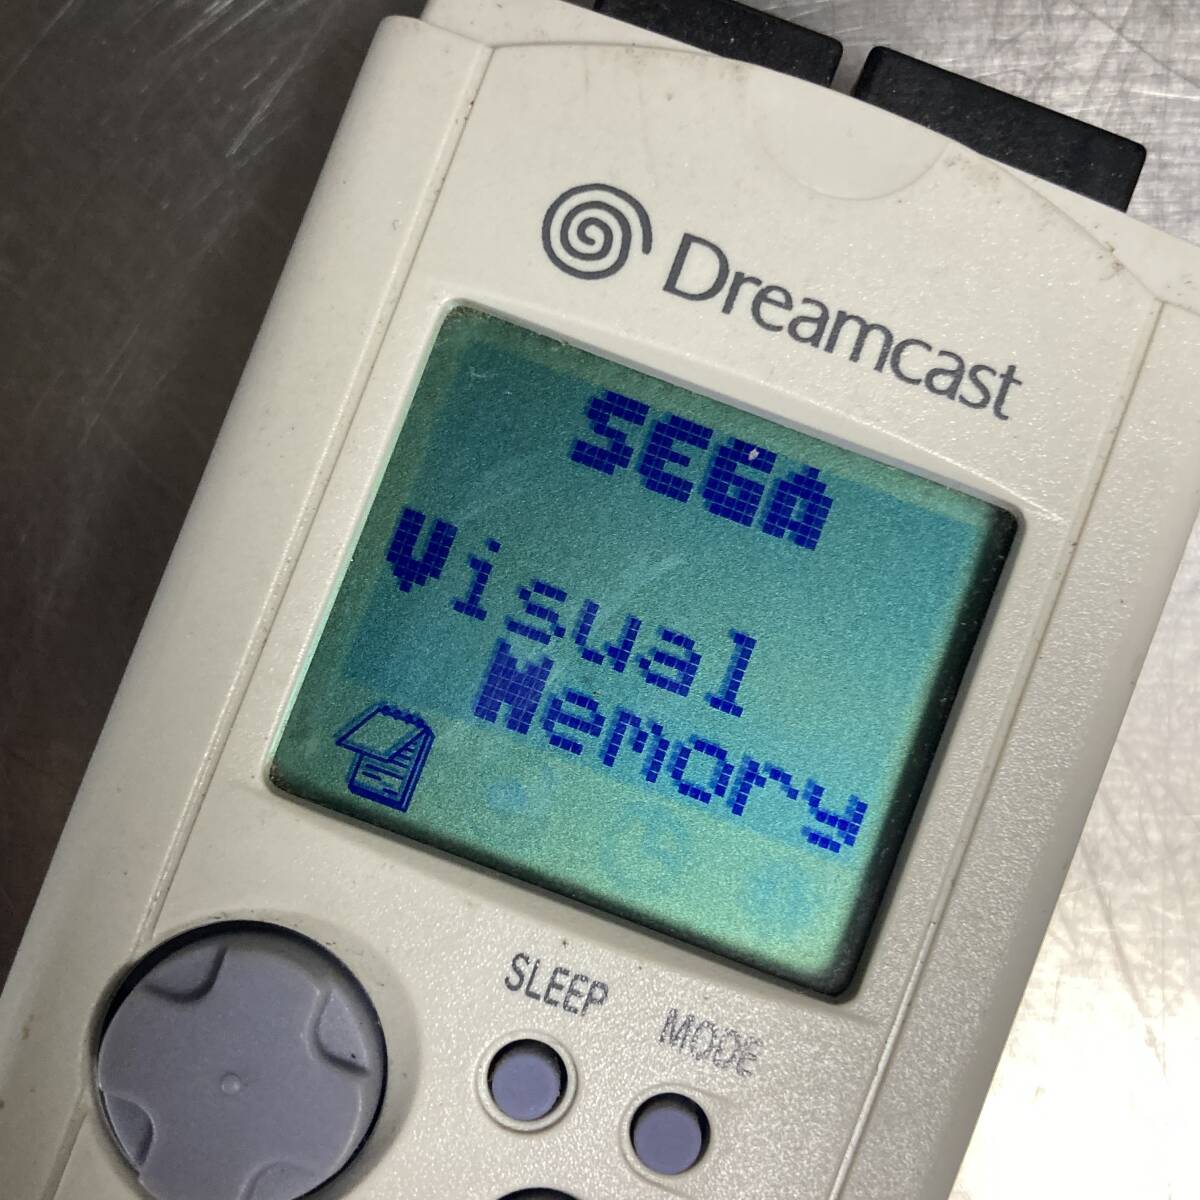 Dreamcast
SEGA
Visual
Memory
SLEEP
MODE